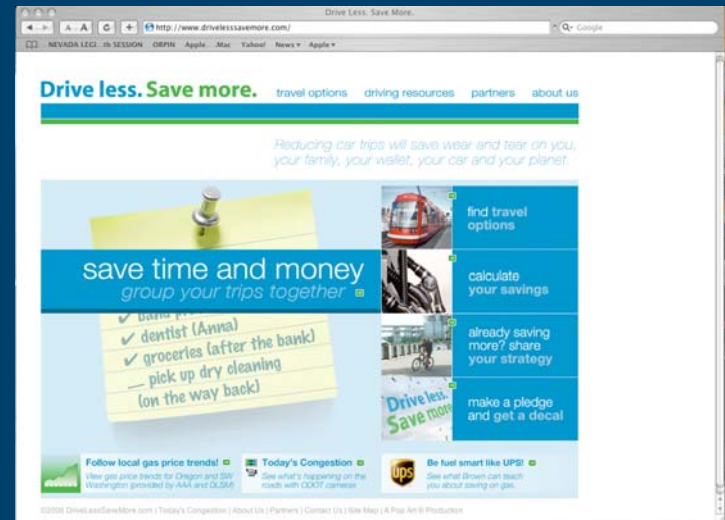 Drive Less. Save More.
A A C + http://www.drivelesssavemore.com/ Q Google
NEVADA LEGI...th SESSION ORPIN Apple .Mac Yahoo! News Apple
Drive less. Save more. travel options driving resources partners about us
Reducing car trips will save wear and tear on you,
your family, your wallet, your car and your planet.
save time and money
group your trips together
dentist (Anna)
groceries (after the bank)
__ pick up dry cleaning
(on the way back)
find travel
options
calculate
your savings
already saving
more? share
your strategy
Drive less.
Save more
make a pledge
and get a decal
Follow local gas price trends!
View gas price trends for Oregon and SW
Washington (provided by AAA and DLSM)
Today's Congestion
See what's happening on the
roads with ODOT cameras
ups
Be fuel smart like UPS!
See what Brown can teach
you about saving on gas.
©2008 DriveLessSaveMore.com | Today's Congestion | About Us | Partners | Contact Us | Site Map | A Pop Art ® Production